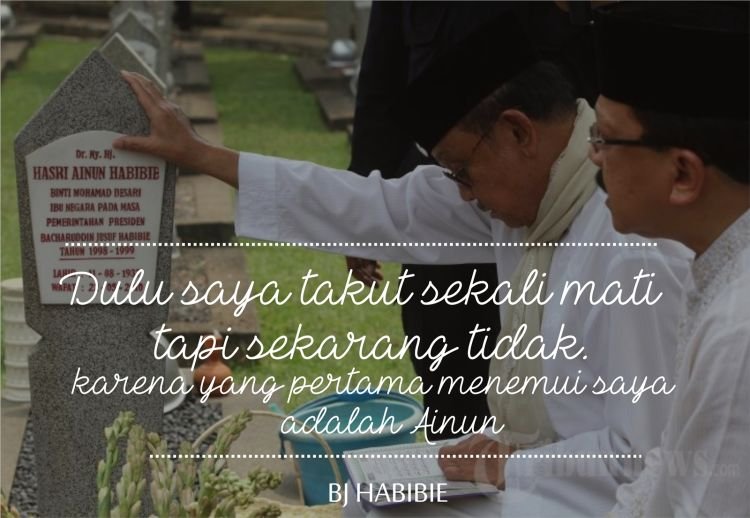 Dr. Ny. Hj.
HASRI AINUN HABIBIE
BINTI MOHAMAD BESARI
IBU NEGARA PADA MASA
PEMERINTAHAN PRESIDEN
BACHARUDDIN JUSUF HABIBIE
TAHUN 1998 - 1999
Dulu saya takut sekali mati
tapi sekarang tidak.
karena yang pertama menemui saya
adalah Ainun
BJ HABIBIE